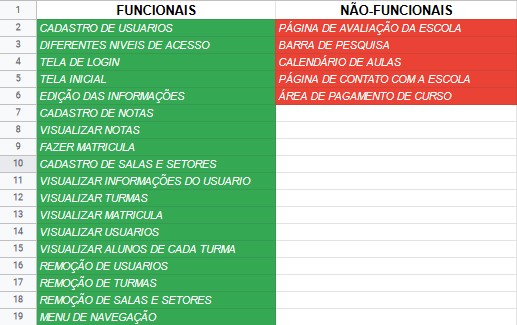 1 FUNCIONAIS NÃO-FUNCIONAIS
2 CADASTRO DE USUARIOS PÁGINA DE AVALIAÇÃO DA ESCOLA
3 DIFERENTES NIVEIS DE ACESSO BARRA DE PESQUISA
4 TELA DE LOGIN CALENDÁRIO DE AULAS
5 TELA INICIAL PÁGINA DE CONTATO COM A ESCOLA
6 EDIÇÃO DAS INFORMAÇÕES ÁREA DE PAGAMENTO DE CURSO
7 CADASTRO DE NOTAS
8 VISUALIZAR NOTAS
9 FAZER MATRICULA
10 CADASTRO DE SALAS E SETORES
11 VISUALIZAR INFORMAÇÕES DO USUARIO
12 VISUALIZAR TURMAS
13 VISUALIZAR MATRICULA
14 VISUALIZAR USUARIOS
15 VISUALIZAR ALUNOS DE CADA TURMA
16 REMOÇÃO DE USUARIOS
17 REMOÇÃO DE TURMAS
18 REMOÇÃO DE SALAS E SETORES
19 MENU DE NAVEGAÇÃO